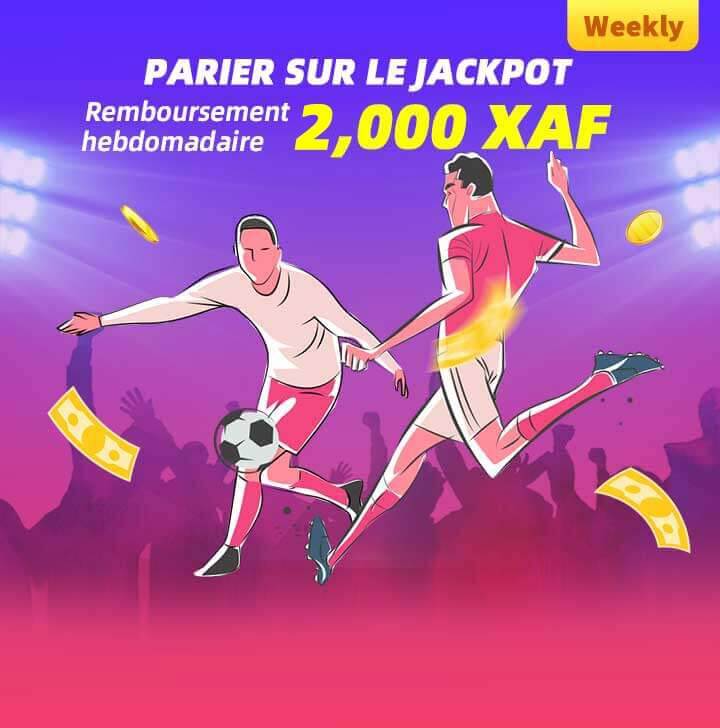 Weekly
PARIER SUR LE JACKPOT
Remboursement
hebdomadaire
2,000 XAF